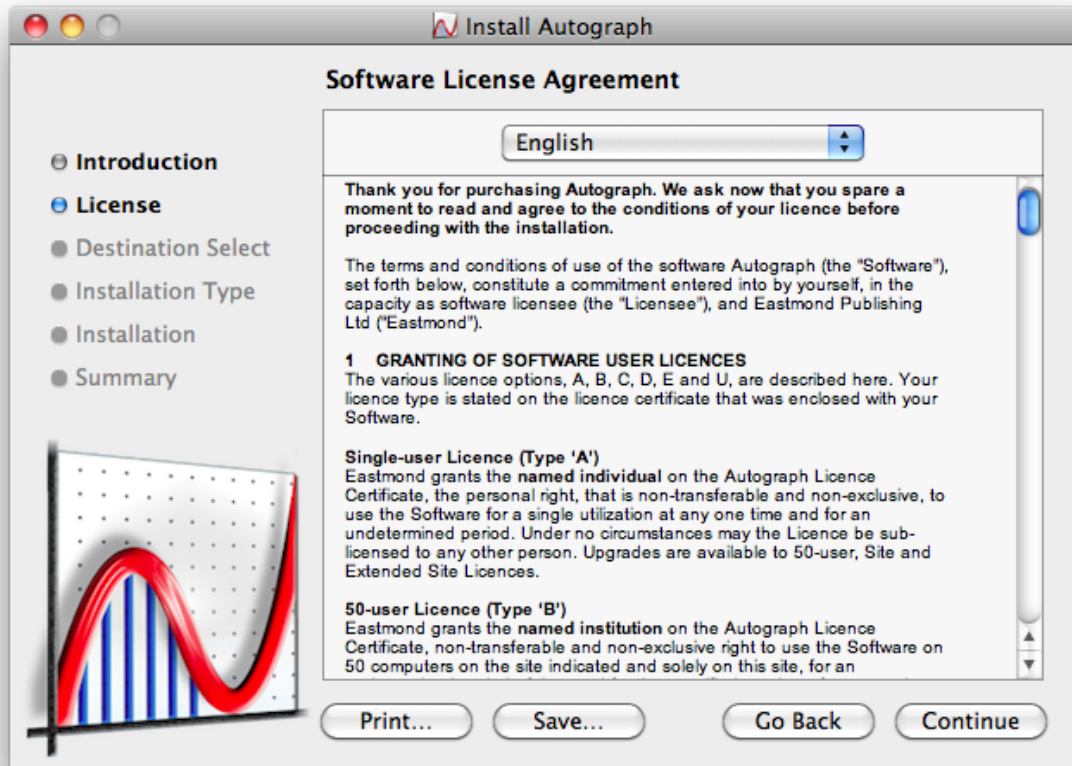 Install Autograph
Software License Agreement
Introduction
License
Destination Select
Installation Type
Installation
Summary
English
Thank you for purchasing Autograph. We ask now that you spare a
moment to read and agree to the conditions of your licence before
proceeding with the installation.
The terms and conditions of use of the software Autograph (the "Software"),
set forth below, constitute a commitment entered into by yourself, in the
capacity as software licensee (the "Licensee"), and Eastmond Publishing
Ltd ("Eastmond").
1 GRANTING OF SOFTWARE USER LICENCES
The various licence options, A, B, C, D, E and U, are described here. Your
licence type is stated on the licence certificate that was enclosed with your
Software.
Single-user Licence (Type 'A')
Eastmond grants the named individual on the Autograph Licence
Certificate, the personal right, that is non-transferable and non-exclusive, to
use the Software for a single utilization at any one time and for an
undetermined period. Under no circumstances may the Licence be sub-
licensed to any other person. Upgrades are available to 50-user, Site and
Extended Site Licences.
50-user Licence (Type 'B')
Eastmond grants the named institution on the Autograph Licence
Certificate, non-transferable and non-exclusive right to use the Software on
50 computers on the site indicated and solely on this site, for an
Print...
Save...
Go Back
Continue